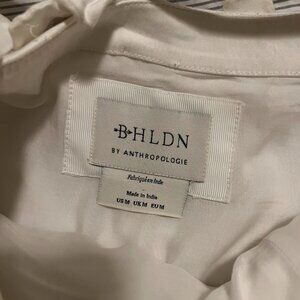 BHLDN
BY ANTHROPOLOGIE
Fabriqué en Inde
Made in India
US M UK M EU M